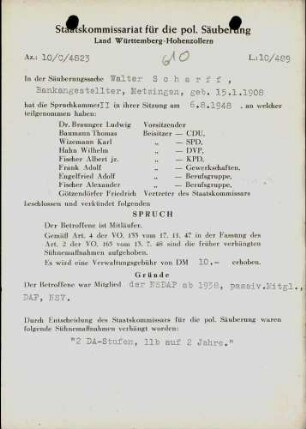 Staatskommissariat für die pol. Säuberung
Land Württemberg-Hohenzollern
Az.: 10/C/4823
610
L:10/489
In der Säuberungssache Walter Scharff,
Bankangestellter, Metzingen, geb. 15.1.1908
hat die Spruchkammer II in ihrer Sitzung am 6.8.1948 , an welcher
teilgenommen haben:
Dr. Brauner Ludwig Vorsitzender
Baxmann Thomas Beisitzer — CDU,
Wizemann Karl „ — SPD,
Hahn Wilhelm „ — DVP,
Fischer Albert jr. „ — KPD,
Frank Adolf „ — Gewerkschaften,
Engelfried Adolf „ — Berufsgruppe,
Fischer Alexander „ — Berufsgruppe,
Götzendörfer Friedrich Vertreter des Staatskommissars
beschlossen und verkündet folgenden
SPRUCH
Der Betroffene ist Mitläufer.
Gemäß Art. 4 der VO. 133 vom 17. 11. 47 in der Fassung des
Art. 2 der VO. 165 vom 13. 7. 48 sind die früher verhängten
Sühnemaßnahmen aufgehoben.
Es wird eine Verwaltungsgebühr von DM 10,— erhoben.
Gründe
Der Betroffene war Mitglied der NSDAP ab 1938, passiv.Mitgl.,
DAF, NSV.
Durch Entscheidung des Staatskommissars für die pol. Säuberung waren
folgende Sühnemaßnahmen verhängt worden:
"2 DA-Stufen, 11b auf 2 Jahre."